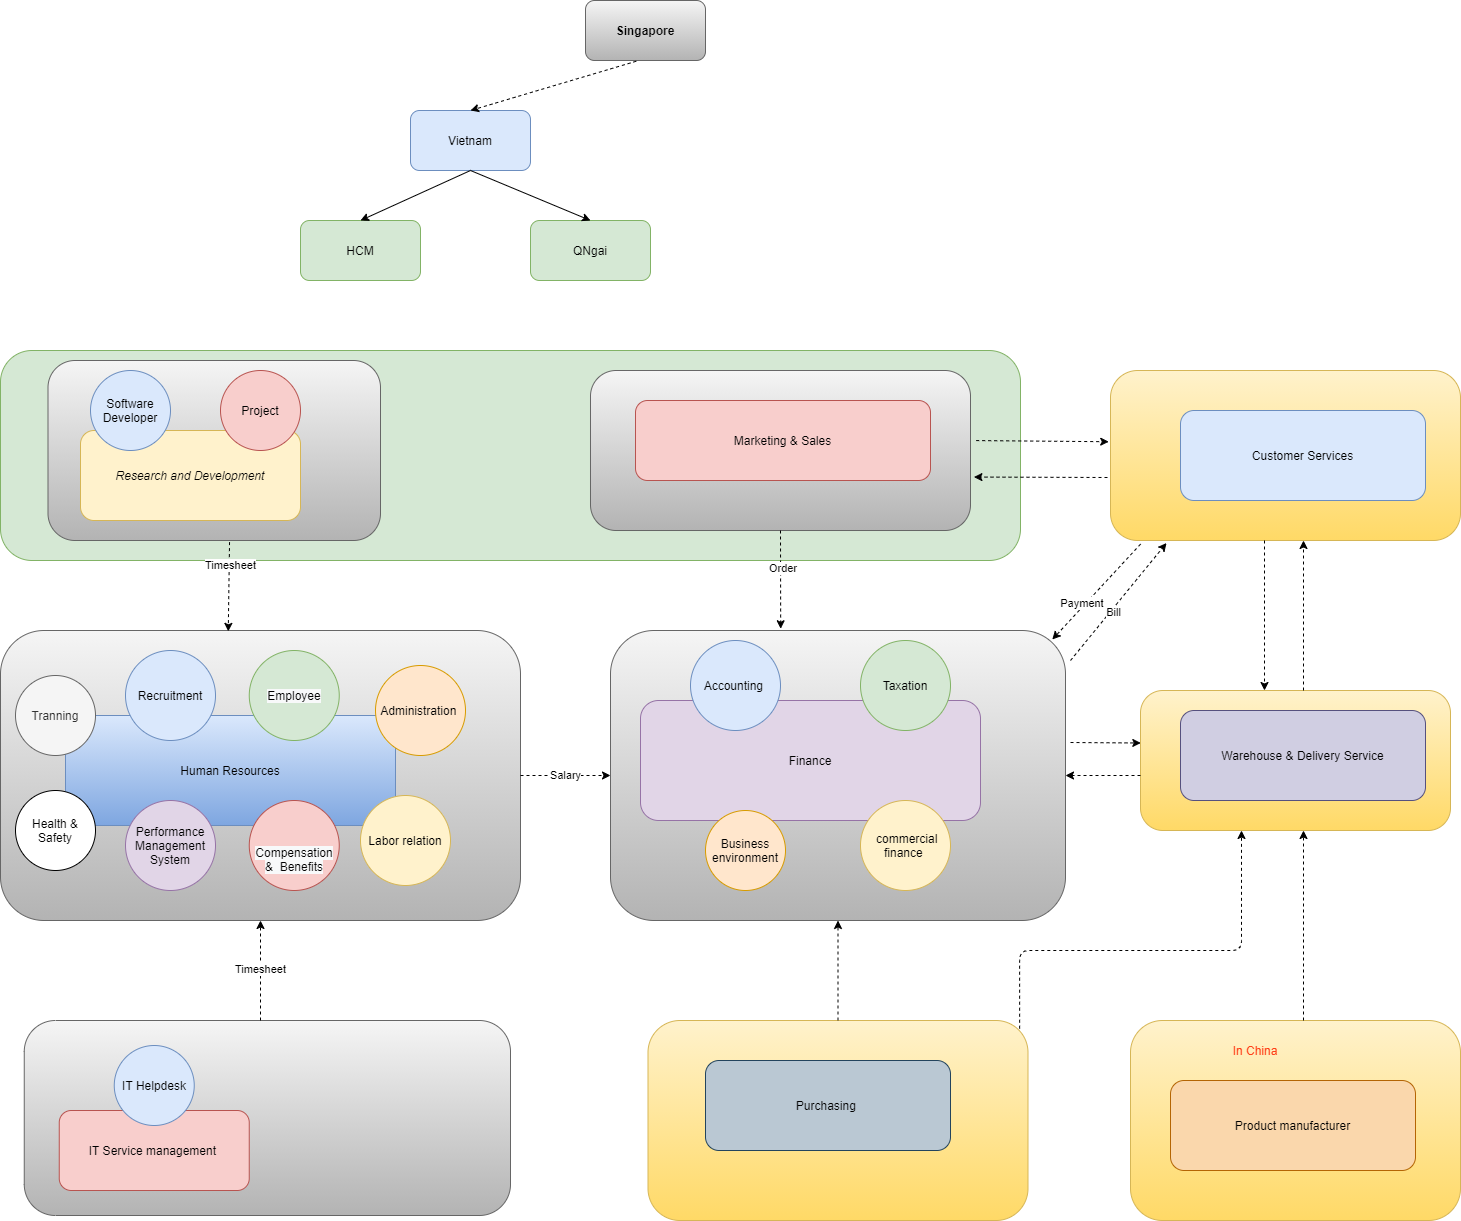 Singapore
Vietnam
HCM
QNgai
Software
Developer
Project
Research and Development
Marketing & Sales
Customer Services
Timesheet
Order
Payment
Bill
Tranning
Recruitment
Employee
Administration
Human Resources
Health &
Safety
Performance
Management
System
Compensation
& Benefits
Labor relation
Salary
Accounting
Taxation
Finance
Business
environment
commercial
finance
Warehouse & Delivery Service
Timesheet
IT Helpdesk
IT Service management
Purchasing
In China
Product manufacturer